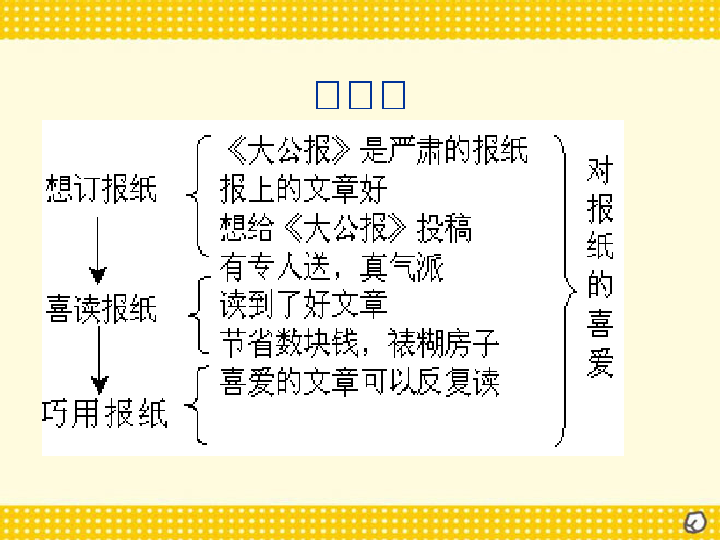 《大公报》是严肃的报纸
报上的文章好
想订报纸
想给《大公报》投稿
有专人送，真气派
喜读报纸
读到了好文章
节省数块钱，裱糊房子
巧用报纸
喜爱的文章可以反复读
对报纸的喜爱